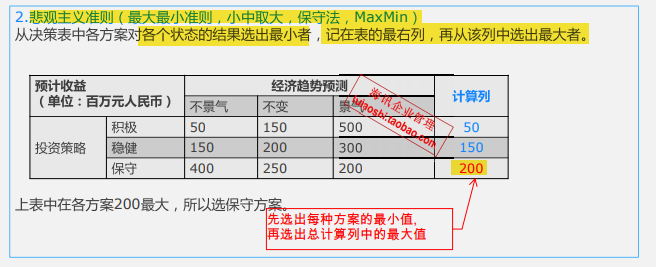 2.悲观主义准则（最大最小准则，小中取大，保守法，MaxMin）
从决策表中各方案对各个状态的结果选出最小者，记在表的最右列，再从该列中选出最大者。
预计收益 经济趋势预测 计算列
（单位：百万元人民币） 不景气 不变 景
投资策略 积极 50 150 500 50
稳健 150 200 300 150
保守 400 250 200 200
海讯企业管理
taobao.com
上表中在各方案200最大，所以选保守方案。
先选出每种方案的最小值,
再选出总计算列中的最大值